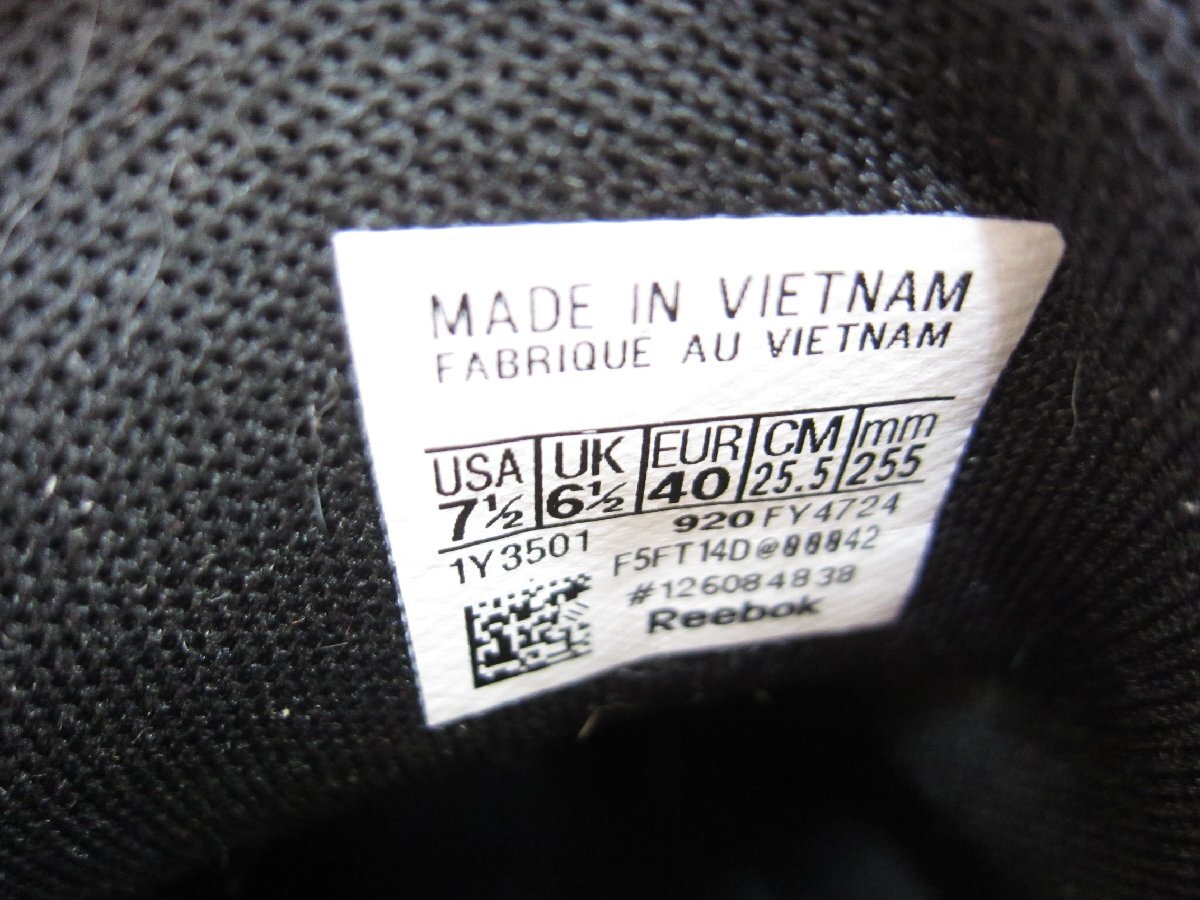 MADE IN VIETNAM
FABRIQUE AU VIETNAM
USA UK EUR CM mm
7½ 6½ 40 25.5 255
1Y3501 920 FY4724
F5FT14D@88842
#126084838
Reebok